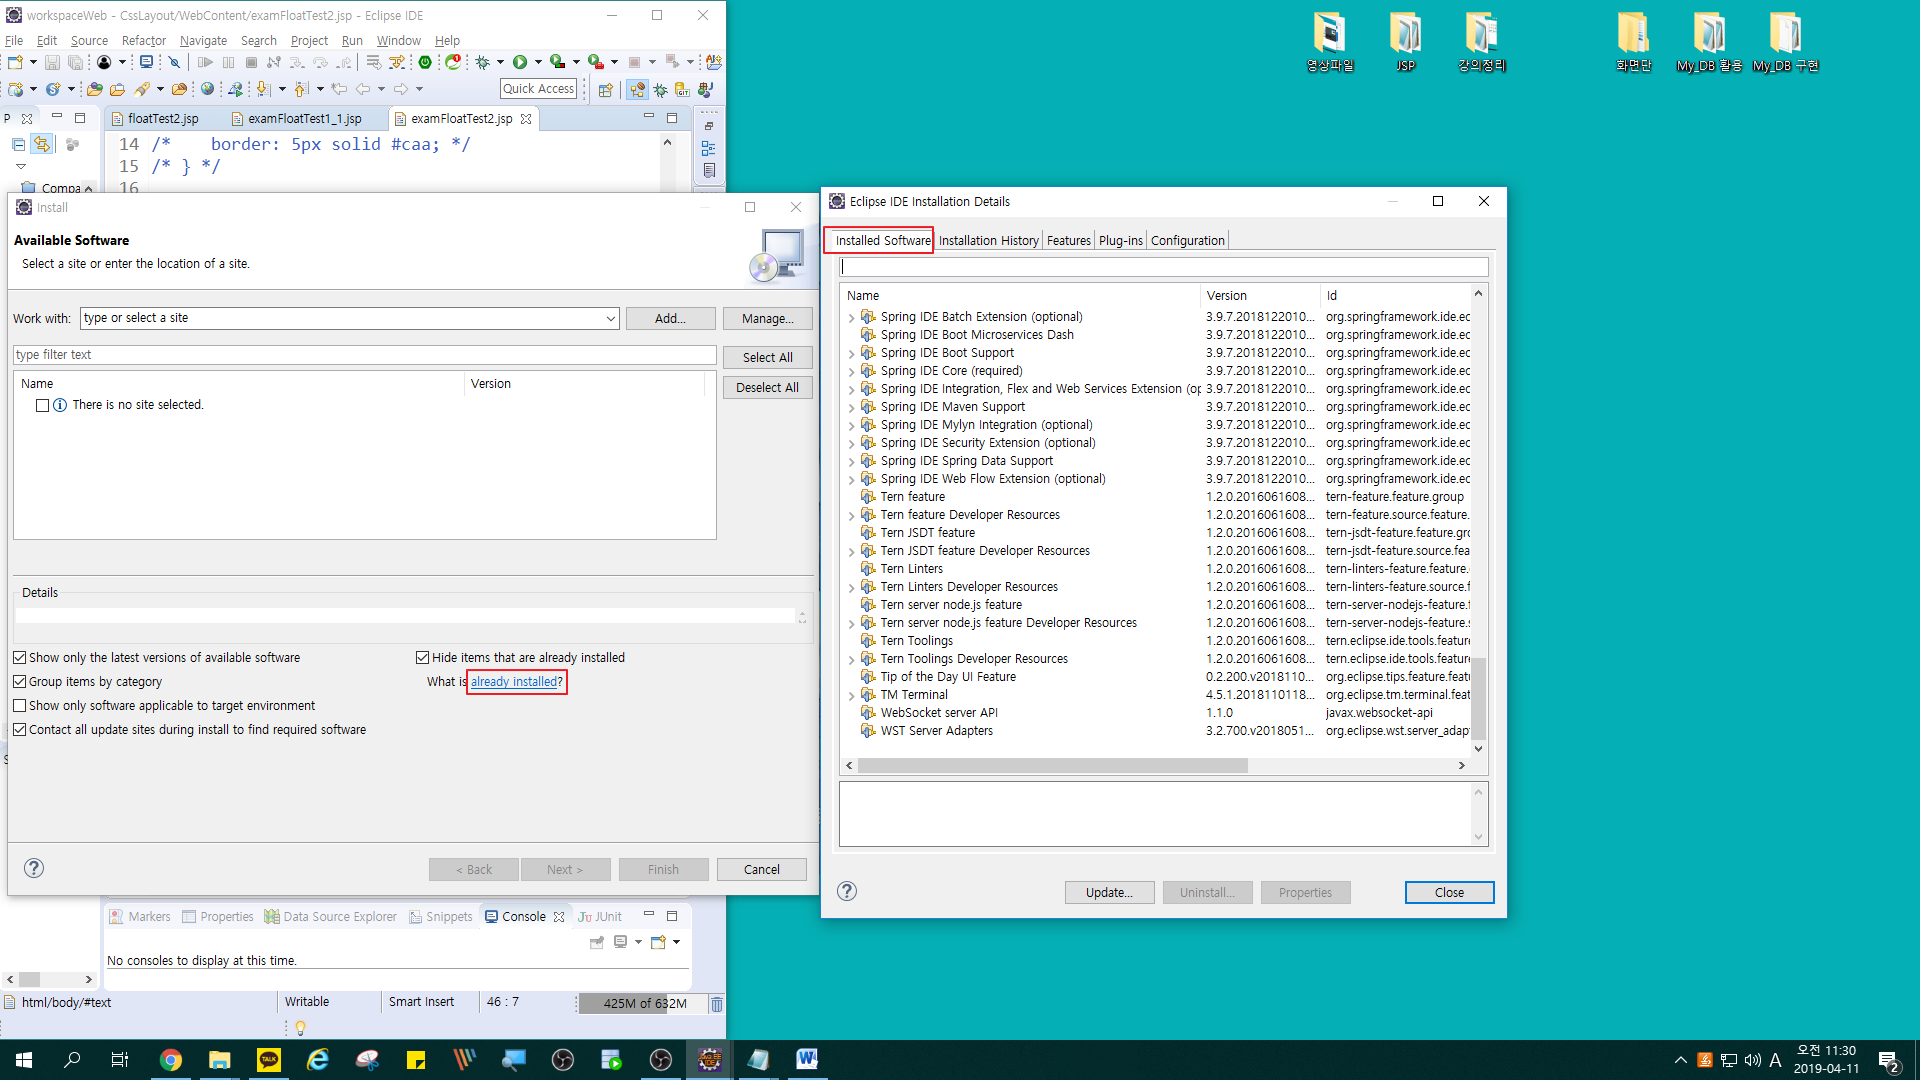 workspaceWeb - CssLayout/WebContent/examFloatTest2.jsp - Eclipse IDE
File Edit Source Refactor Navigate Search Project Run Window Help
Quick Access
P
floatTest2.jsp examFloatTest1_1.jsp examFloatTest2.jsp
14 /* border: 5px solid #caa; */
15 /* } */
16
Compa
Install
Available Software
Select a site or enter the location of a site.
Work with: type or select a site Add... Manage...
type filter text Select All
Deselect All
Name Version
There is no site selected.
Details
Show only the latest versions of available software Hide items that are already installed
Group items by category What is already installed?
Show only software applicable to target environment
Contact all update sites during install to find required software
< Back Next > Finish Cancel
Markers Properties Data Source Explorer Snippets Console JUnit
No consoles to display at this time.
html/body/#text Writable Smart Insert 46 : 7 425M of 632M
Eclipse IDE Installation Details
Installed Software Installation History Features Plug-ins Configuration
Name Version Id
Spring IDE Batch Extension (optional) 3.9.7.2018122010... org.springframework.ide.ec
Spring IDE Boot Microservices Dash 3.9.7.2018122010... org.springframework.ide.ec
Spring IDE Boot Support 3.9.7.2018122010... org.springframework.ide.ec
Spring IDE Core (required) 3.9.7.2018122010... org.springframework.ide.ec
Spring IDE Integration, Flex and Web Services Extension (op 3.9.7.2018122010... org.springframework.ide.ec
Spring IDE Maven Support 3.9.7.2018122010... org.springframework.ide.ec
Spring IDE Mylyn Integration (optional) 3.9.7.2018122010... org.springframework.ide.ec
Spring IDE Security Extension (optional) 3.9.7.2018122010... org.springframework.ide.ec
Spring IDE Spring Data Support 3.9.7.2018122010... org.springframework.ide.ec
Spring IDE Web Flow Extension (optional) 3.9.7.2018122010... org.springframework.ide.ec
Tern feature 1.2.0.2016061608... tern-feature.feature.group
Tern feature Developer Resources 1.2.0.2016061608... tern-feature.source.feature.
Tern JSDT feature 1.2.0.2016061608... tern-jsdt-feature.feature.gro
Tern JSDT feature Developer Resources 1.2.0.2016061608... tern-jsdt-feature.source.fea
Tern Linters 1.2.0.2016061608... tern-linters-feature.feature.
Tern Linters Developer Resources 1.2.0.2016061608... tern-linters-feature.source.f
Tern server node.js feature 1.2.0.2016061608... tern-server-nodejs-feature.f
Tern server node.js feature Developer Resources 1.2.0.2016061608... tern-server-nodejs-feature.s
Tern Toolings 1.2.0.2016061608... tern.eclipse.ide.tools.feature
Tern Toolings Developer Resources 1.2.0.2016061608... tern.eclipse.ide.tools.feature
Tip of the Day UI Feature 0.2.200.v2018110... org.eclipse.tips.feature.featu
TM Terminal 4.5.1.2018110118... org.eclipse.tm.terminal.feat
WebSocket server API 1.1.0 javax.websocket-api
WST Server Adapters 3.2.700.v2018051... org.eclipse.wst.server_adapt
Update... Uninstall... Properties Close
영상파일 JSP 강의정리 화면단 My_DB 활용 My_DB 구현
TALK
A 오전 11:30
2019-04-11
2